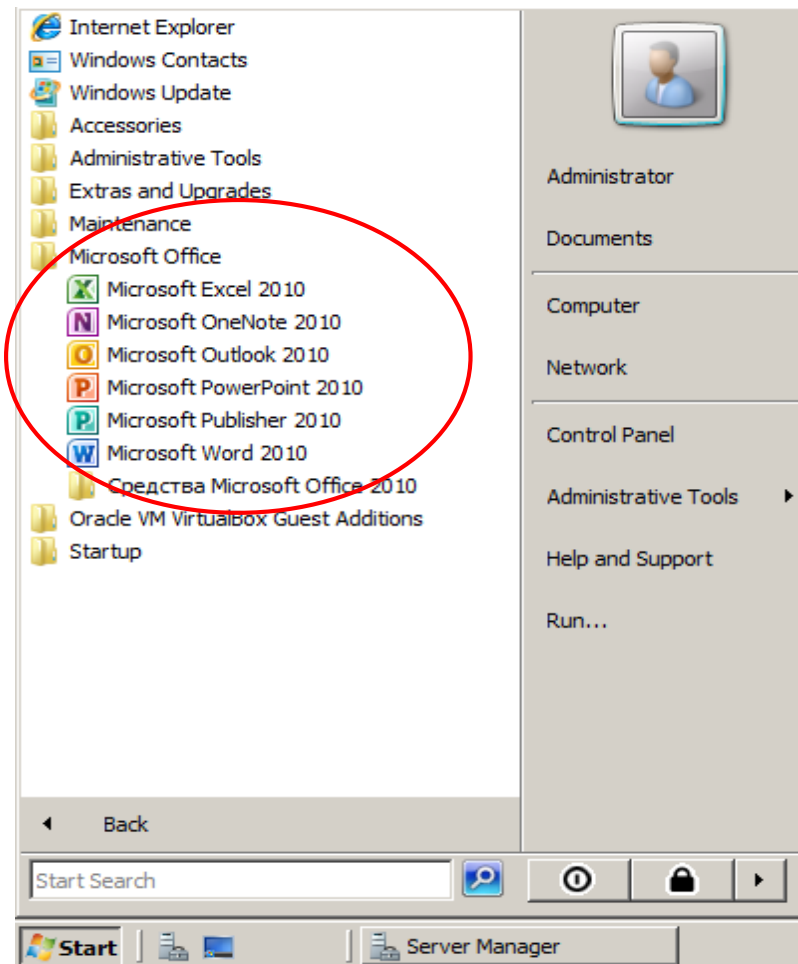 Internet Explorer
Windows Contacts
Windows Update
Accessories
Administrative Tools
Extras and Upgrades
Maintenance
Microsoft Office
Microsoft Excel 2010
Microsoft OneNote 2010
Microsoft Outlook 2010
Microsoft PowerPoint 2010
Microsoft Publisher 2010
Microsoft Word 2010
Средства Microsoft Office 2010
Oracle VM VirtualBox Guest Additions
Startup
Back
Start Search
Administrator
Documents
Computer
Network
Control Panel
Administrative Tools
Help and Support
Run...
Start
Server Manager